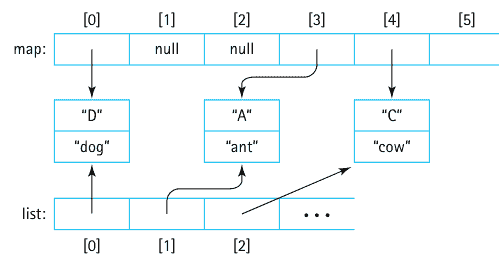 [0] [1] [2] [3] [4] [5]
map: null null
“D” “A” “C”
“dog” “ant” “cow”
list: • • •
[0] [1] [2]